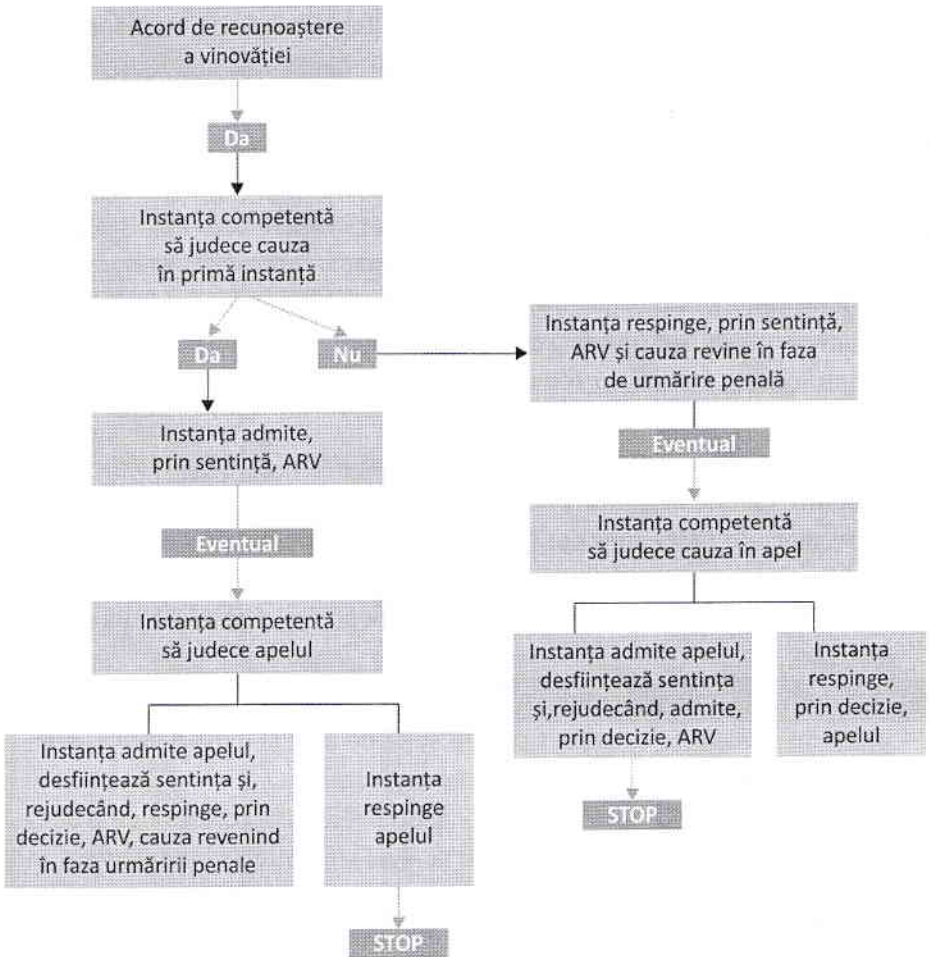 Acord de recunoaștere
a vinovăției
Da
Instanța competentă
să judece cauza
în primă instanță
Da
Nu
Instanța respinge, prin sentință,
ARV și cauza revine în faza
de urmărire penală
Instanța admite,
prin sentință, ARV
Eventual
Eventual
Instanța competentă
să judece cauza în apel
Instanța competentă
să judece apelul
Instanța admite apelul,
desființează sentința
și,rejudecând, admite,
prin decizie, ARV
Instanța
respinge,
prin decizie,
apelul
Instanța admite apelul,
desființează sentința și,
rejudecând, respinge, prin
decizie, ARV, cauza revenind
în faza urmăririi penale
Instanța
respinge
apelul
STOP
STOP